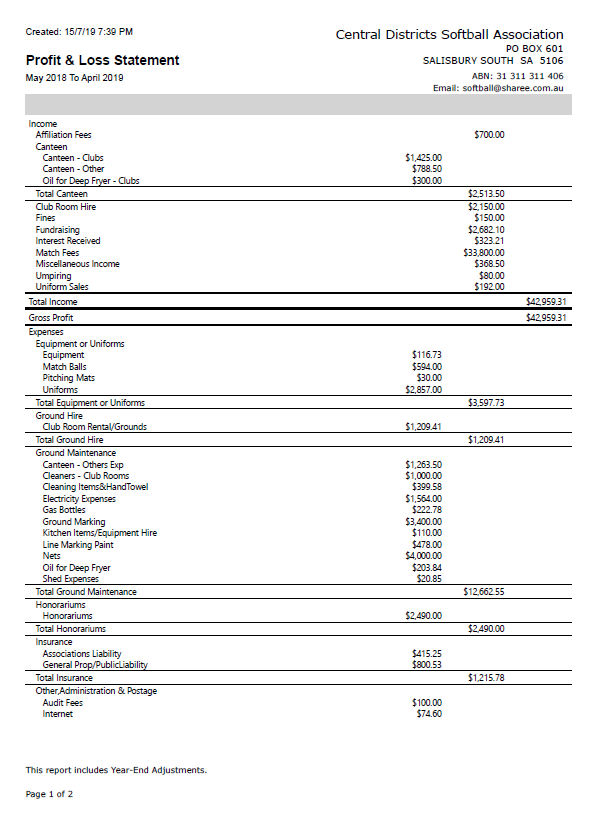 Created: 15/7/19 7:39 PM
Central Districts Softball Association
PO BOX 601
Profit & Loss Statement
SALISBURY SOUTH SA 5106
May 2018 To April 2019
ABN: 31 311 311 406
Email: softball@sharee.com.au
Income
Affiliation Fees $700.00
Canteen
Canteen - Clubs $1,425.00
Canteen - Other $788.50
Oil for Deep Fryer - Clubs $300.00
Total Canteen $2,513.50
Club Room Hire $2,150.00
Fines $150.00
Fundraising $2,682.10
Interest Received $323.21
Match Fees $33,800.00
Miscellaneous Income $368.50
Umpiring $80.00
Uniform Sales $192.00
Total Income $42,959.31
Gross Profit $42,959.31
Expenses
Equipment or Uniforms
Equipment $116.73
Match Balls $594.00
Pitching Mats $30.00
Uniforms $2,857.00
Total Equipment or Uniforms $3,597.73
Ground Hire
Club Room Rental/Grounds $1,209.41
Total Ground Hire $1,209.41
Ground Maintenance
Canteen - Others Exp $1,263.50
Cleaners - Club Rooms $1,000.00
Cleaning Items&HandTowel $399.58
Electricity Expenses $1,564.00
Gas Bottles $222.78
Ground Marking $3,400.00
Kitchen Items/Equipment Hire $110.00
Line Marking Paint $478.00
Nets $4,000.00
Oil for Deep Fryer $203.84
Shed Expenses $20.85
Total Ground Maintenance $12,662.55
Honorariums
Honorariums $2,490.00
Total Honorariums $2,490.00
Insurance
Associations Liability $415.25
General Prop/PublicLiability $800.53
Total Insurance $1,215.78
Other,Administration & Postage
Audit Fees $100.00
Internet $74.60
This report includes Year-End Adjustments.
Page 1 of 2